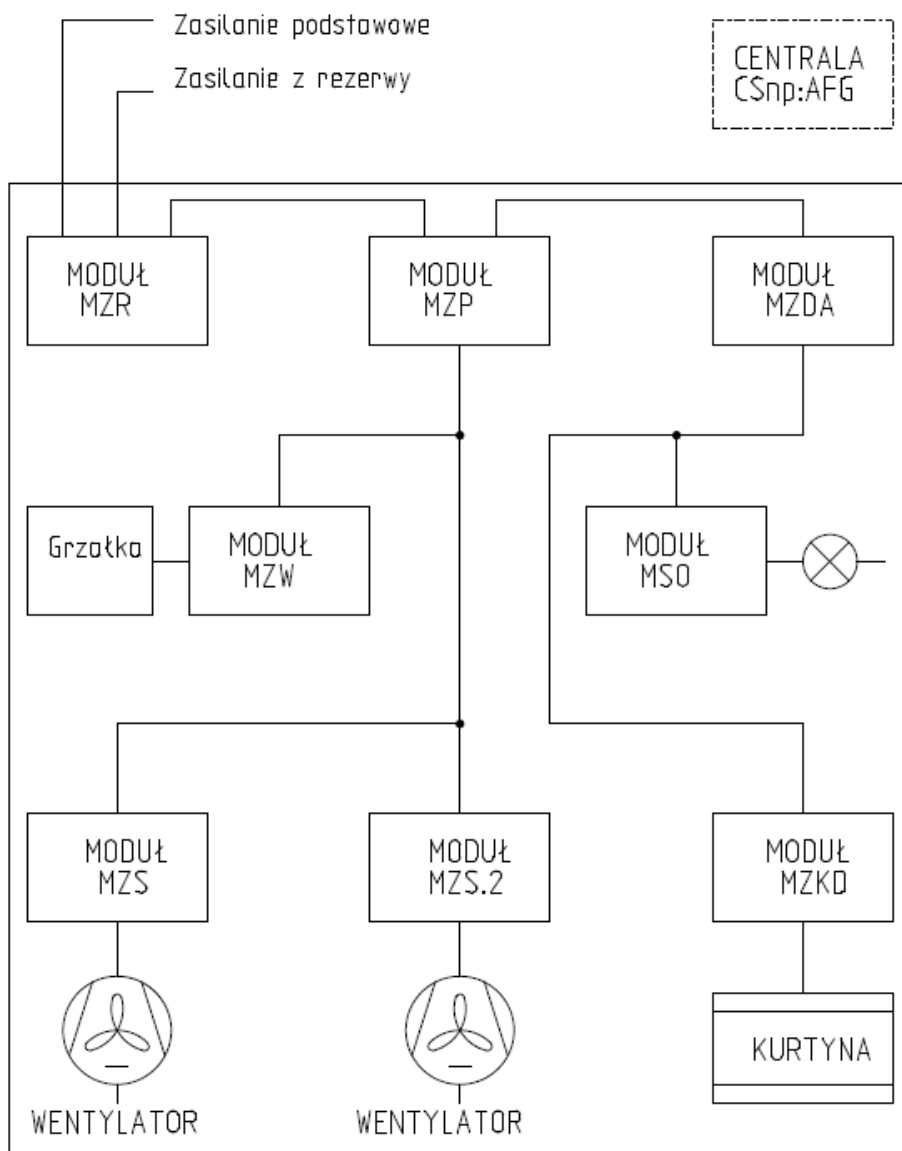 Zasilanie podstawowe
Zasilanie z rezerwy
CENTRALA
CSnp:AFG
MODUŁ
MZR
MODUŁ
MZP
MODUŁ
MZDA
Grzałka
MODUŁ
MZW
MODUŁ
MSO
MODUŁ
MZS
MODUŁ
MZS.2
MODUŁ
MZKD
KURTYNA
WENTYLATOR
WENTYLATOR